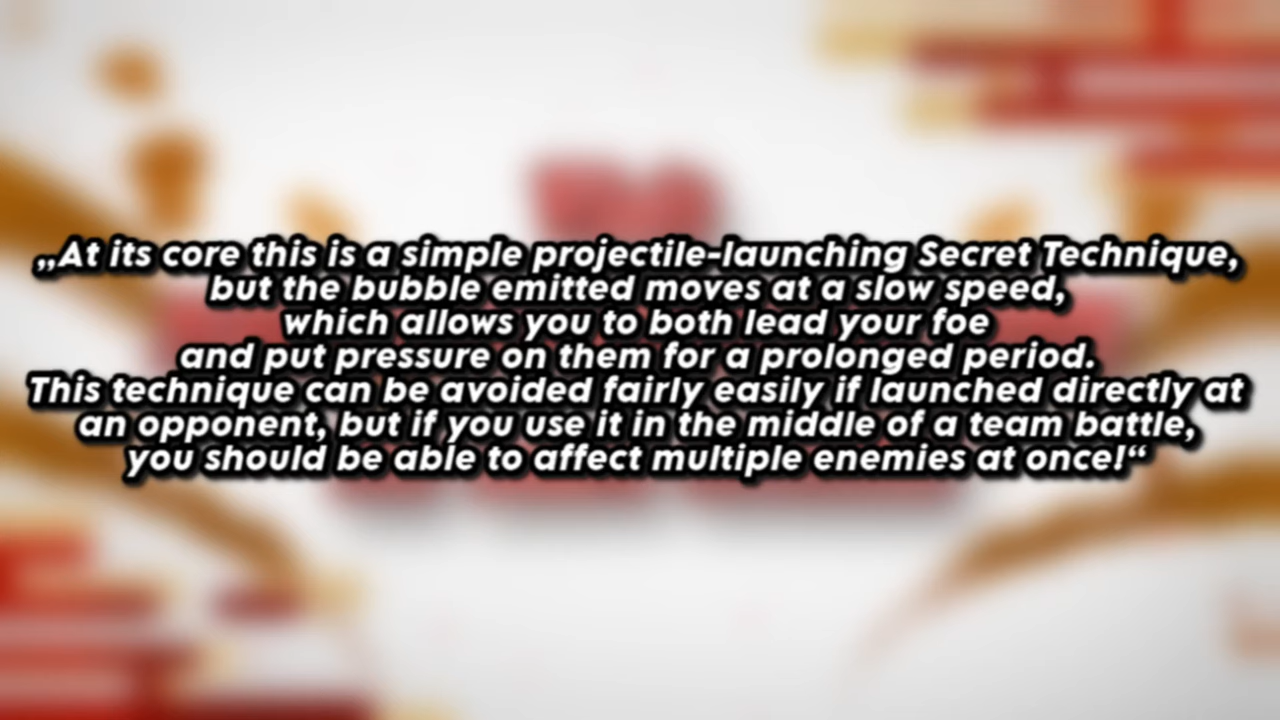 „At its core this is a simple projectile-launching Secret Technique,
but the bubble emitted moves at a slow speed,
which allows you to both lead your foe
and put pressure on them for a prolonged period.
This technique can be avoided fairly easily if launched directly at
an opponent, but if you use it in the middle of a team battle,
you should be able to affect multiple enemies at once!“